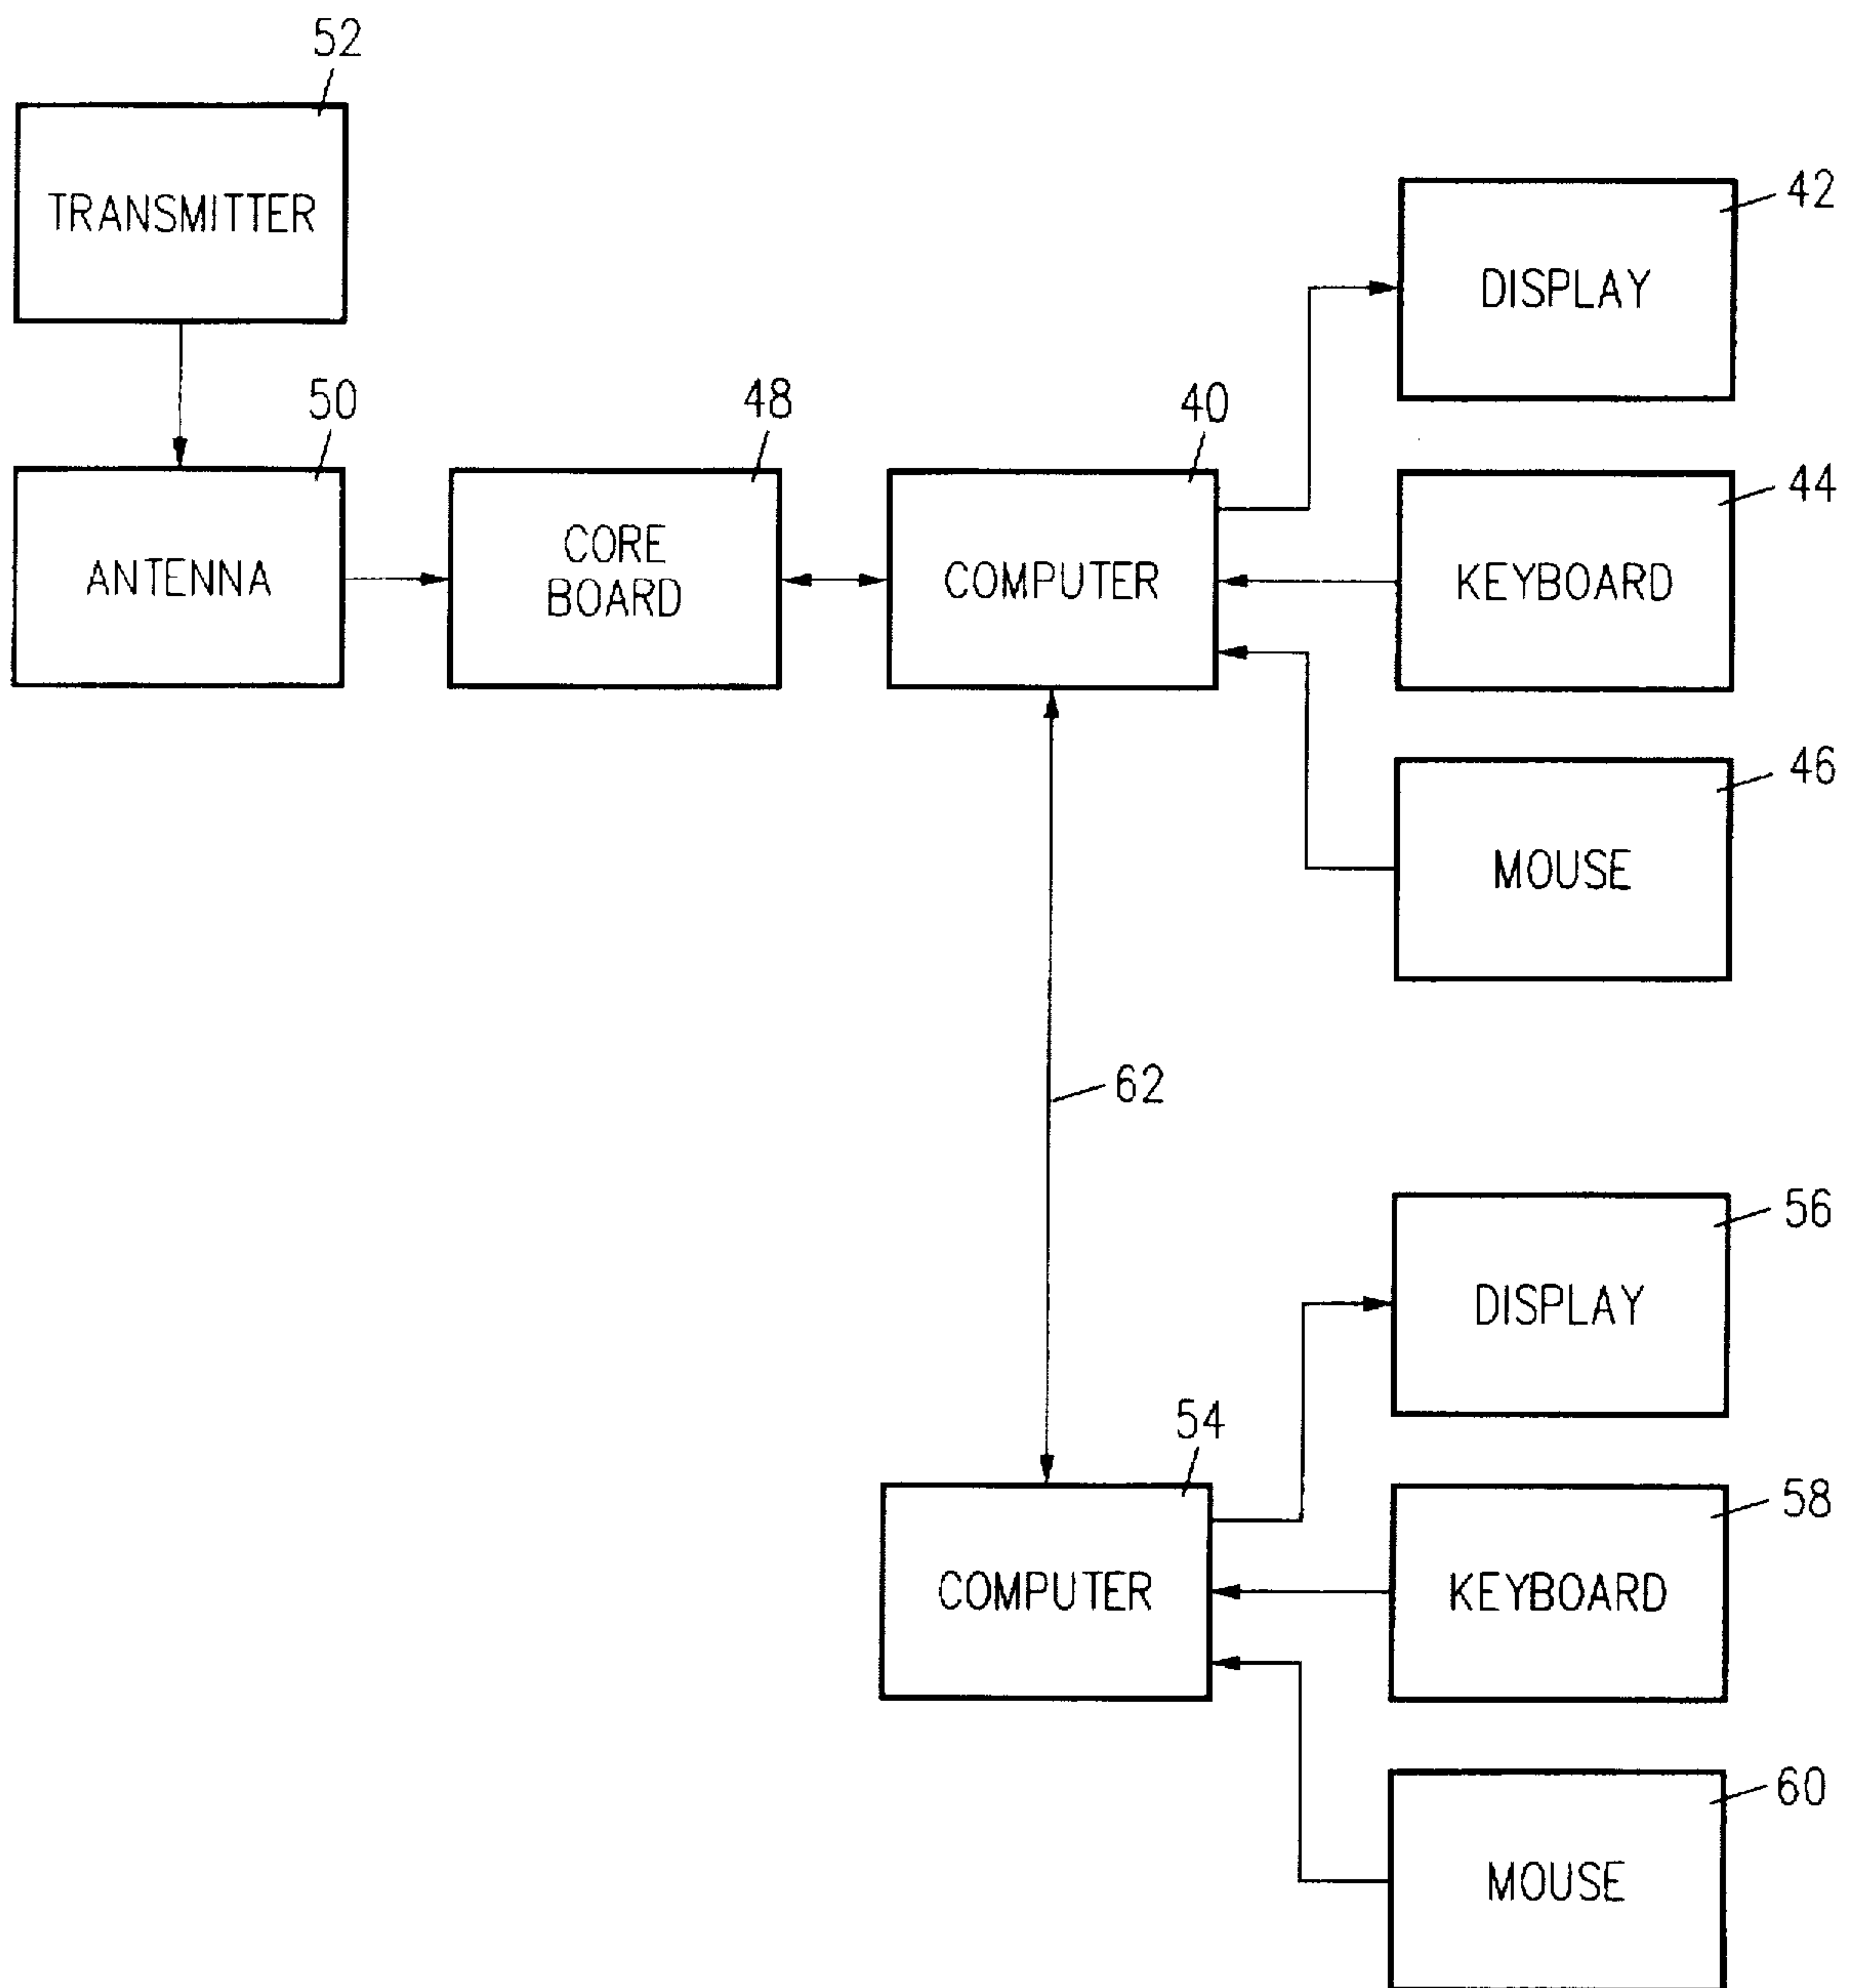 52
TRANSMITTER
42
DISPLAY
50
48
40
44
ANTENNA
CORE
BOARD
COMPUTER
KEYBOARD
46
MOUSE
62
56
DISPLAY
54
58
COMPUTER
KEYBOARD
60
MOUSE